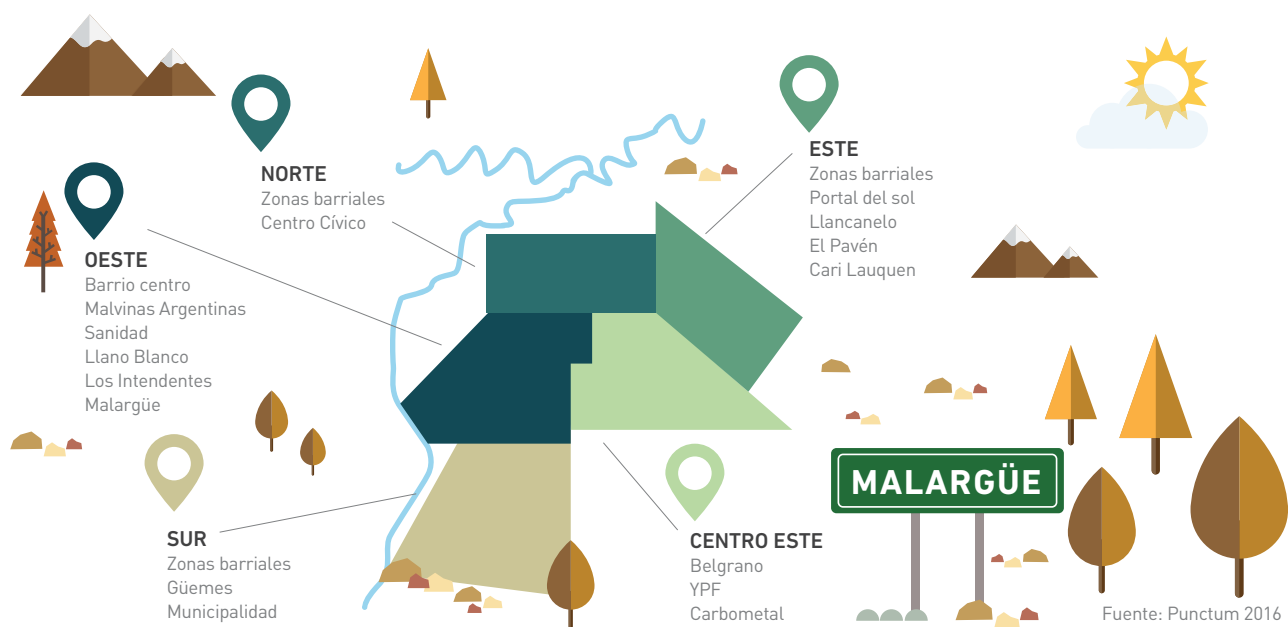 NORTE
Zonas barriales
Centro Cívico
ESTE
Zonas barriales
Portal del sol
Llancanelo
El Pavén
Cari Lauquen
OESTE
Barrio centro
Malvinas Argentinas
Sanidad
Llano Blanco
Los Intendentes
Malargüe
SUR
Zonas barriales
Güemes
Municipalidad
CENTRO ESTE
Belgrano
YPF
Carbometal
MALARGÜE
Fuente: Punctum 2016